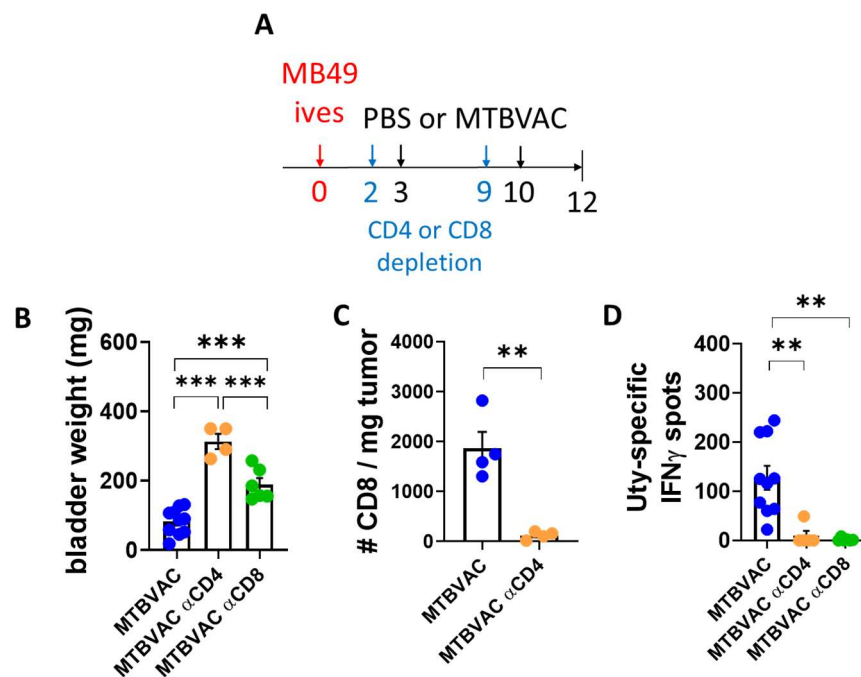 A
MB49
ives
PBS or MTBVAC
0
2
3
9
10
12
CD4 or CD8
depletion
B
bladder weight (mg)
600
400
200
0
***
*** ***
MTBVAC
MTBVAC αCD4
MTBVAC αCD8
C
# CD8 / mg tumor
4000
3000
2000
1000
0
**
MTBVAC
MTBVAC αCD4
D
Uty-specific
IFNγ spots
400
300
200
100
0
**
**
MTBVAC
MTBVAC αCD4
MTBVAC αCD8